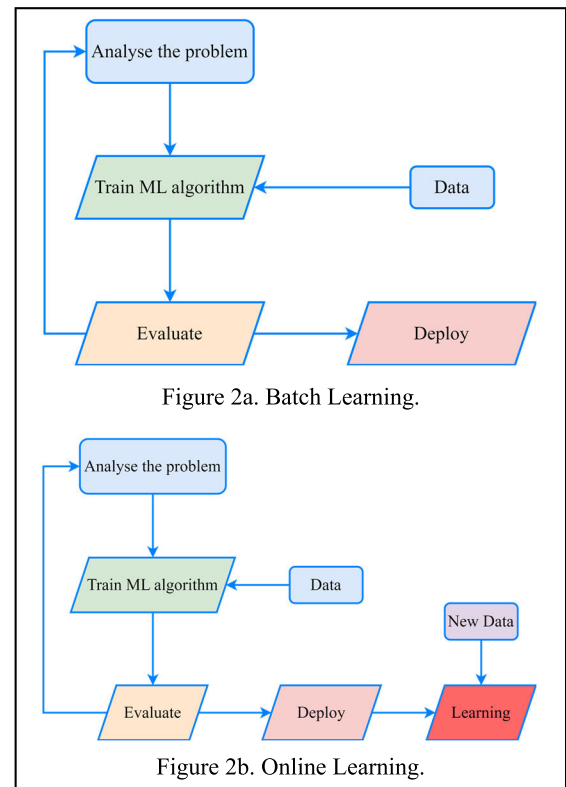 Analyse the problem
Train ML algorithm
Data
Evaluate
Deploy
Figure 2a. Batch Learning.
Analyse the problem
Train ML algorithm
Data
New Data
Evaluate
Deploy
Learning
Figure 2b. Online Learning.